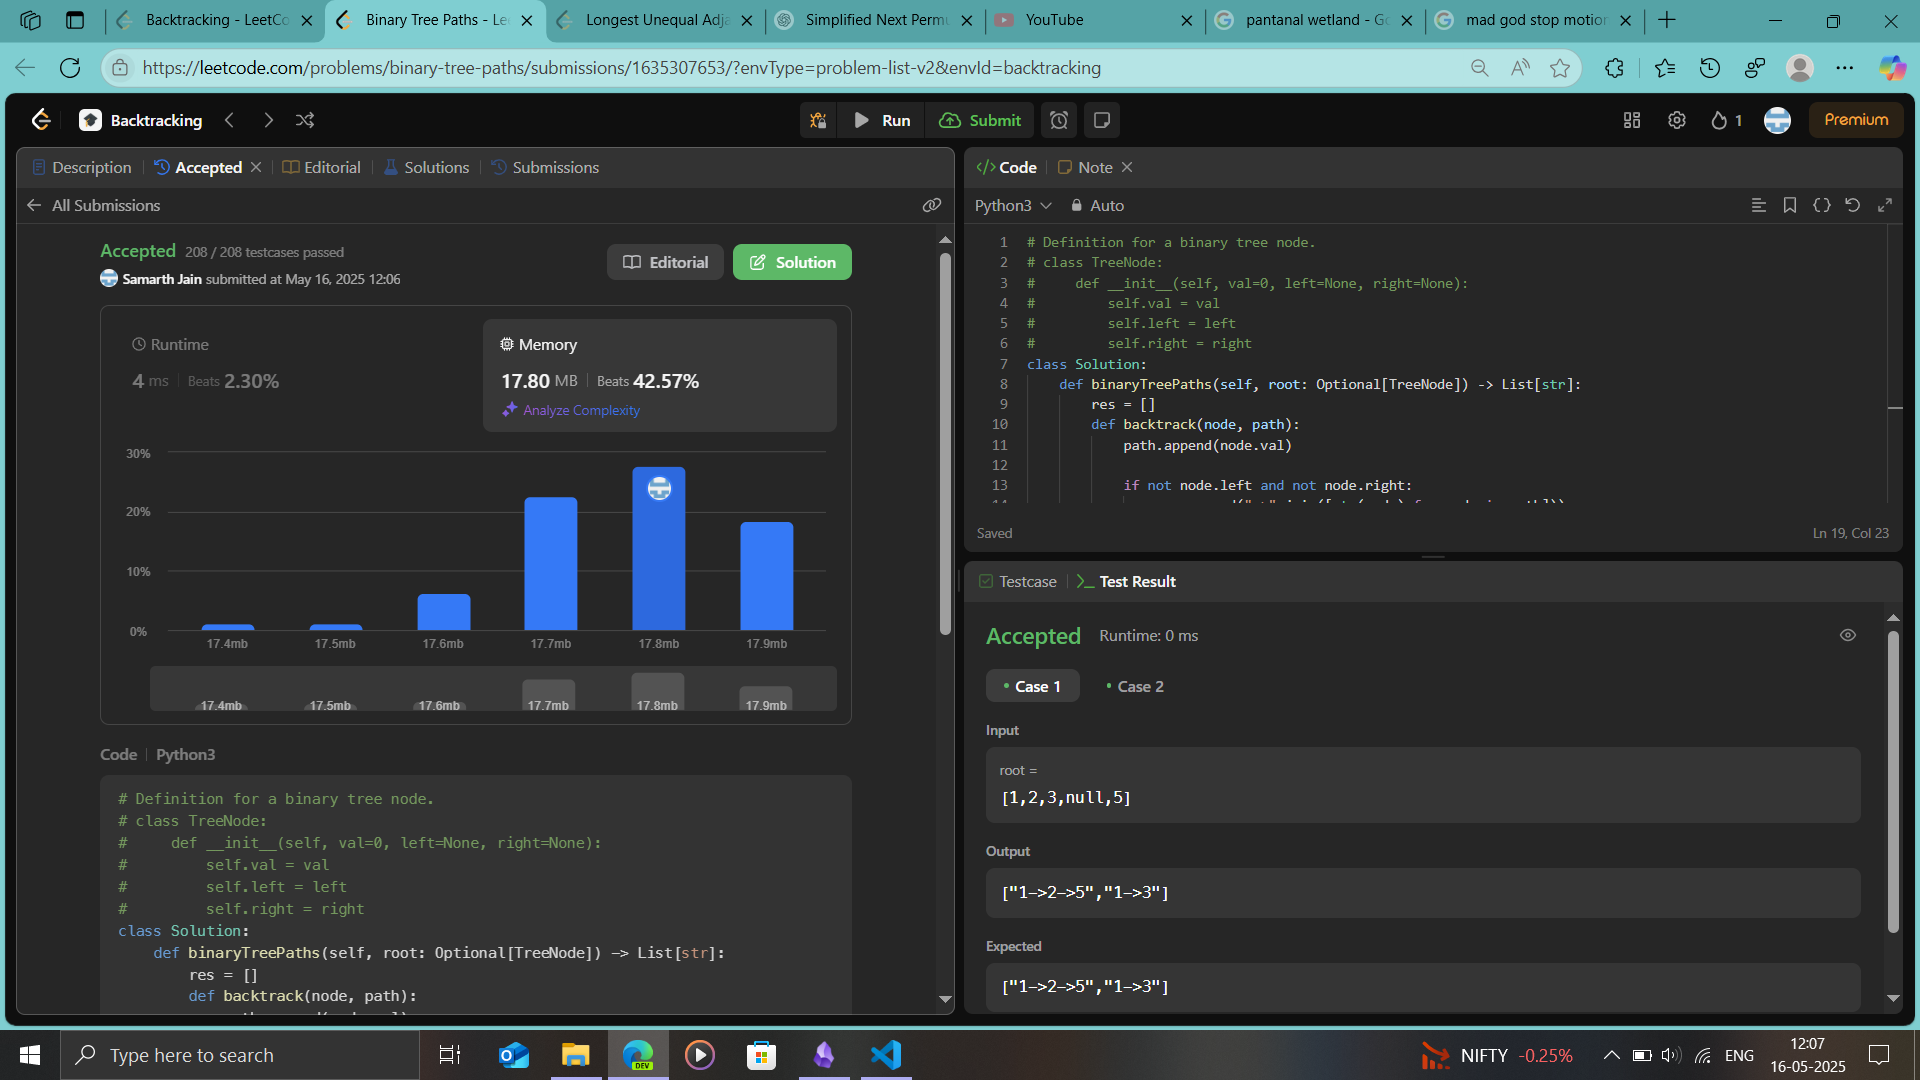 Backtracking - LeetCo
Binary Tree Paths - Lee
Longest Unequal Adja
Simplified Next Permu
YouTube
pantanal wetland - Go
mad god stop motion
https://leetcode.com/problems/binary-tree-paths/submissions/1635307653/?envType=problem-list-v2&envId=backtracking
Backtracking
Run
Submit
1
Premium
Description
Accepted
Editorial
Solutions
Submissions
All Submissions
Accepted 208 / 208 testcases passed
Samarth Jain submitted at May 16, 2025 12:06
Editorial
Solution
Runtime
4 ms Beats 2.30%
Memory
17.80 MB Beats 42.57%
Analyze Complexity
30%
20%
10%
0%
17.4mb 17.5mb 17.6mb 17.7mb 17.8mb 17.9mb
17.4mb 17.5mb 17.6mb 17.7mb 17.8mb 17.9mb
Code Python3
# Definition for a binary tree node.
# class TreeNode:
#     def __init__(self, val=0, left=None, right=None):
#         self.val = val
#         self.left = left
#         self.right = right
class Solution:
    def binaryTreePaths(self, root: Optional[TreeNode]) -> List[str]:
        res = []
        def backtrack(node, path):
</> Code
Note
Python3
Auto
1 # Definition for a binary tree node.
2 # class TreeNode:
3 #     def __init__(self, val=0, left=None, right=None):
4 #         self.val = val
5 #         self.left = left
6 #         self.right = right
7 class Solution:
8     def binaryTreePaths(self, root: Optional[TreeNode]) -> List[str]:
9         res = []
10         def backtrack(node, path):
11             path.append(node.val)
12
13             if not node.left and not node.right:
Saved
Ln 19, Col 23
Testcase
Test Result
Accepted Runtime: 0 ms
Case 1
Case 2
Input
root =
[1,2,3,null,5]
Output
["1->2->5","1->3"]
Expected
["1->2->5","1->3"]
Type here to search
DEV
NIFTY -0.25%
ENG
12:07
16-05-2025